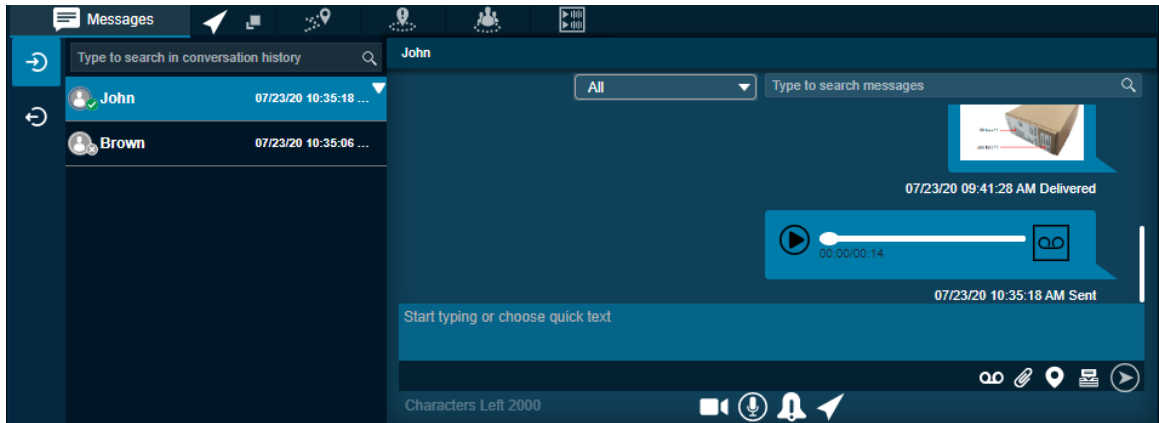 Messages
Type to search in conversation history
John
John
07/23/20 10:35:18 ...
All
Type to search messages
Brown
07/23/20 10:35:06 ...
07/23/20 09:41:28 AM Delivered
00:00/00:14
07/23/20 10:35:18 AM Sent
Start typing or choose quick text
Characters Left 2000